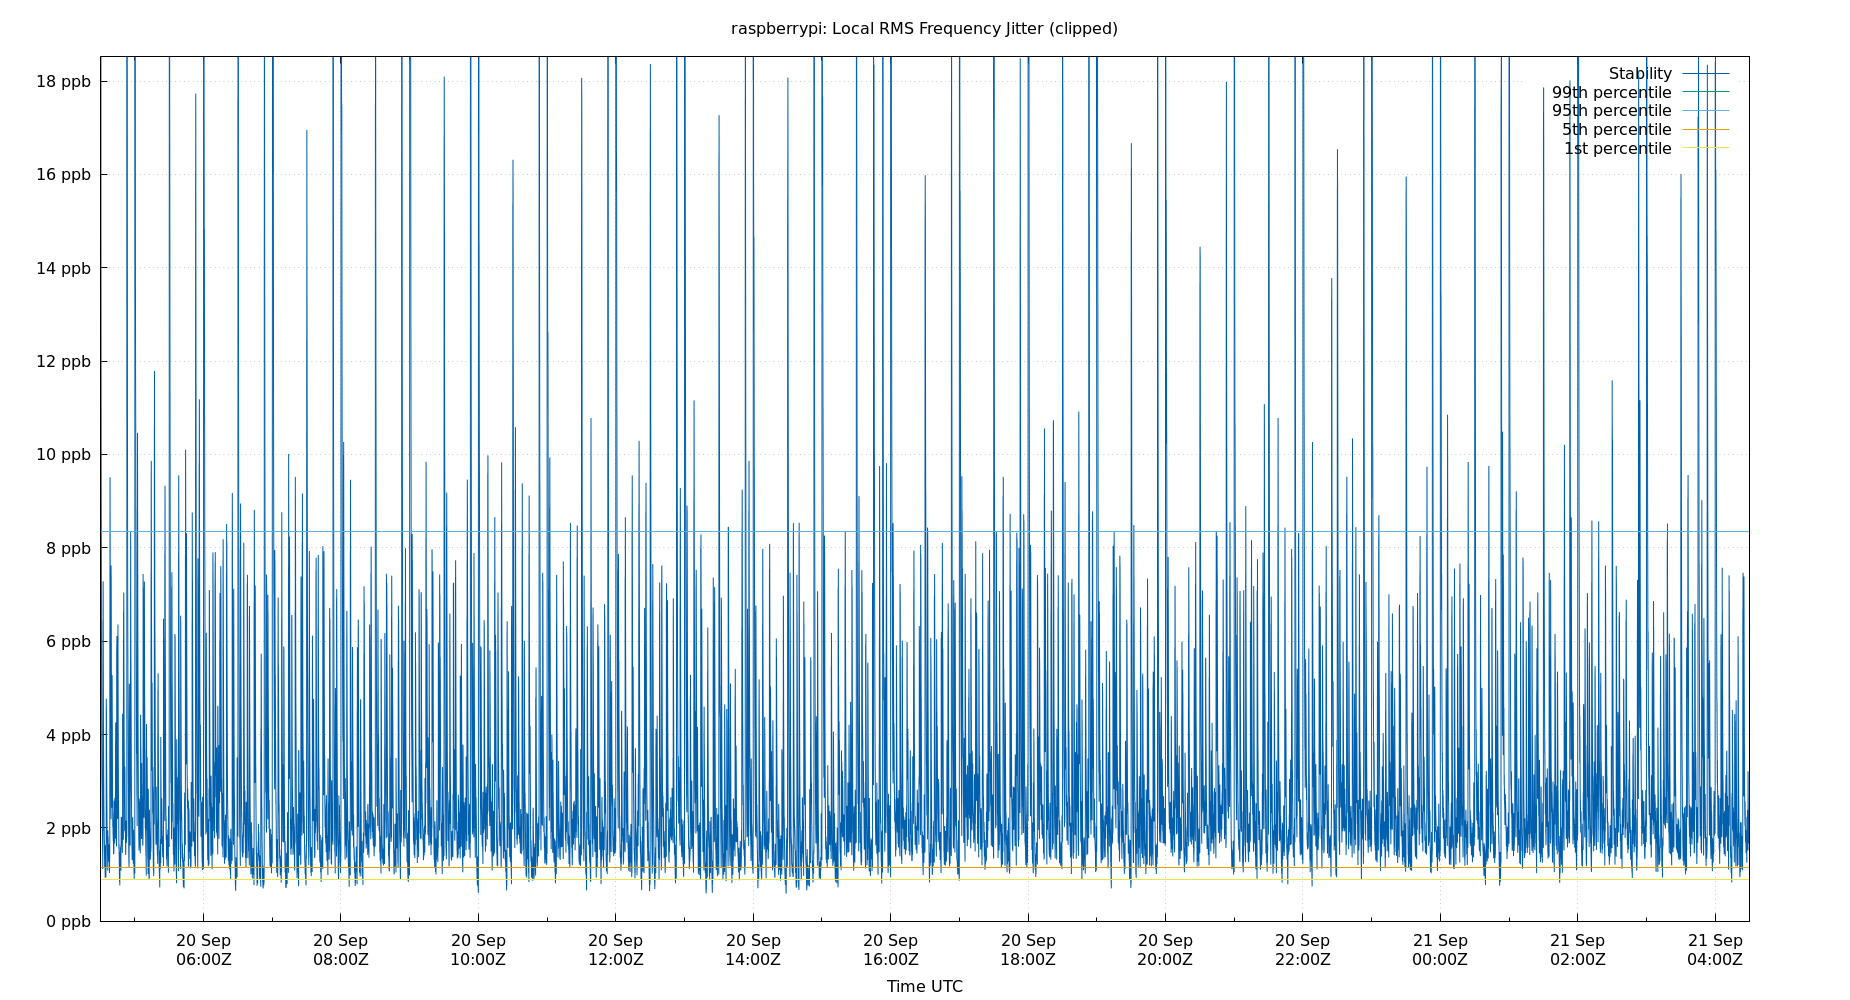 raspberrypi: Local RMS Frequency Jitter (clipped)
18 ppb
16 ppb
14 ppb
12 ppb
10 ppb
8 ppb
6 ppb
4 ppb
2 ppb
0 ppb
Stability
99th percentile
95th percentile
5th percentile
1st percentile
20 Sep 20 Sep 20 Sep 20 Sep 20 Sep 20 Sep 20 Sep 20 Sep 20 Sep 21 Sep 21 Sep 21 Sep
06:00Z 08:00Z 10:00Z 12:00Z 14:00Z 16:00Z 18:00Z 20:00Z 22:00Z 00:00Z 02:00Z 04:00Z
Time UTC